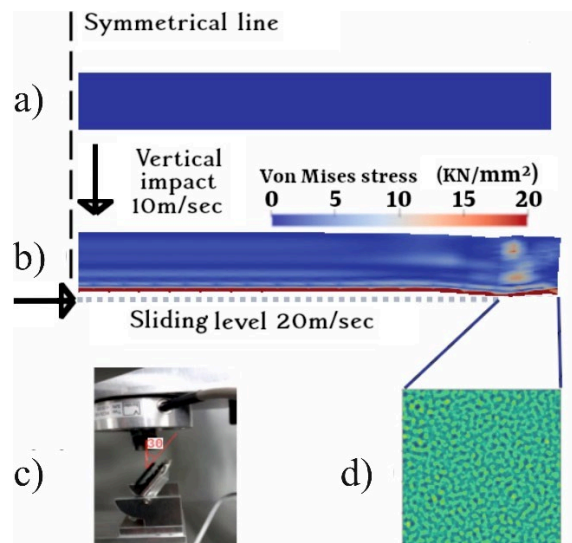 Symmetrical line
a)
Vertical
impact
10m/sec
Von Mises stress (KN/mm²)
0 5 10 15 20
b)
Sliding level 20m/sec
30
c)
d)